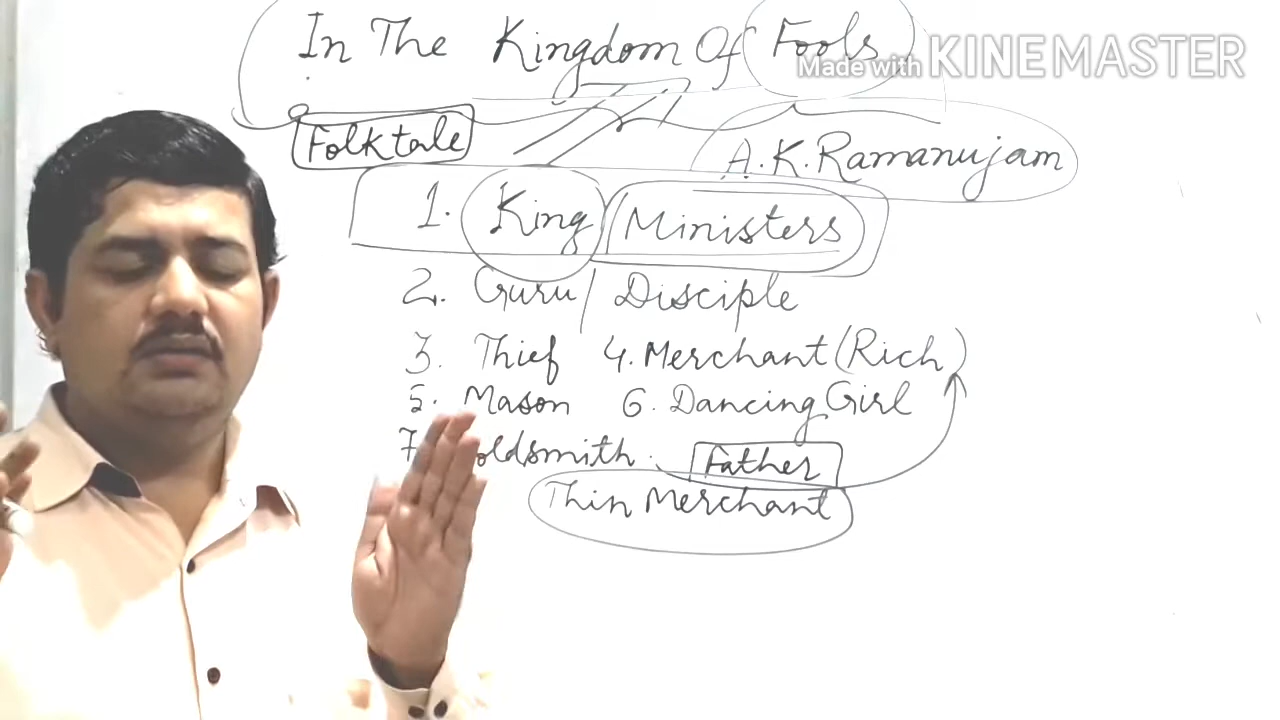 In The Kingdom Of Fools
Made with KINEMASTER
Folktale
A.K.Ramanujam
1. King / Ministers
2. Guru / Disciple
3. Thief 4. Merchant (Rich)
5. Mason 6. Dancing Girl
7 oldsmith. Father
Thin Merchant